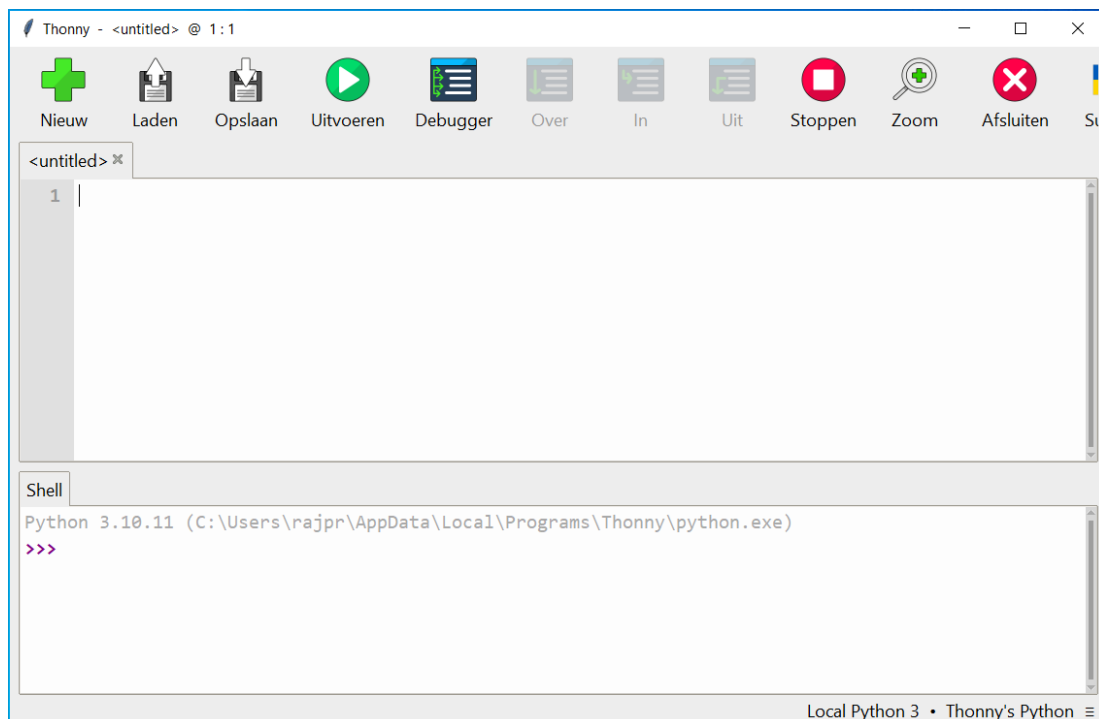 Thonny - <untitled> @ 1:1
Nieuw Laden Opslaan Uitvoeren Debugger Over In Uit Stoppen Zoom Afsluiten Su
<untitled>
1
Shell
Python 3.10.11 (C:\Users\rajpr\AppData\Local\Programs\Thonny\python.exe)
>>>
Local Python 3 • Thonny's Python ≡